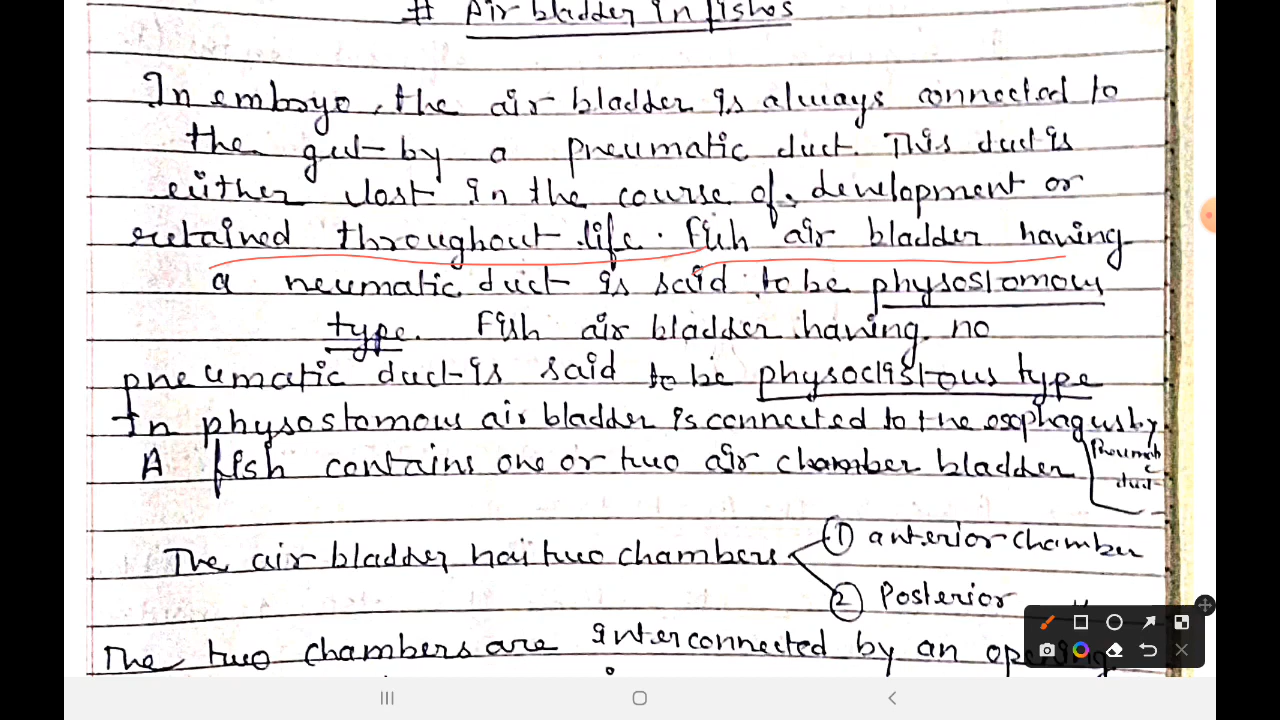 # Air bladder in fishes
In embryo, the air bladder is always connected to
the gut by a pneumatic duct. This duct is
either lost in the course of development or
retained throughout life. Fish air bladder having
a neumatic duct is said to be physostomous
type. Fish air bladder having no
pneumatic duct is said to be physoclistous type
In physostomous air bladder is connected to the esophagus by
Pneumatic
duct
A fish contains one or two air chamber bladder
The air bladder has two chambers
① anterior chamber
② Posterior "
The two chambers are interconnected by an opening